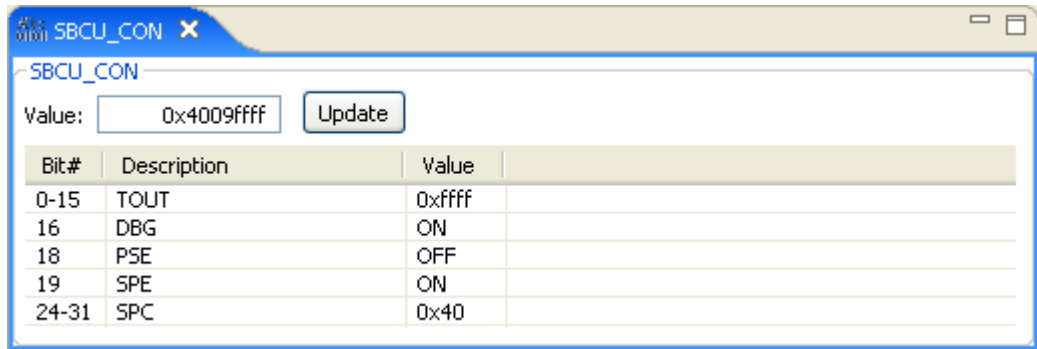 SBCU_CON
SBCU_CON
Value: 0x4009ffff Update
Bit# Description Value
0-15 TOUT 0xffff
16 DBG ON
18 PSE OFF
19 SPE ON
24-31 SPC 0x40